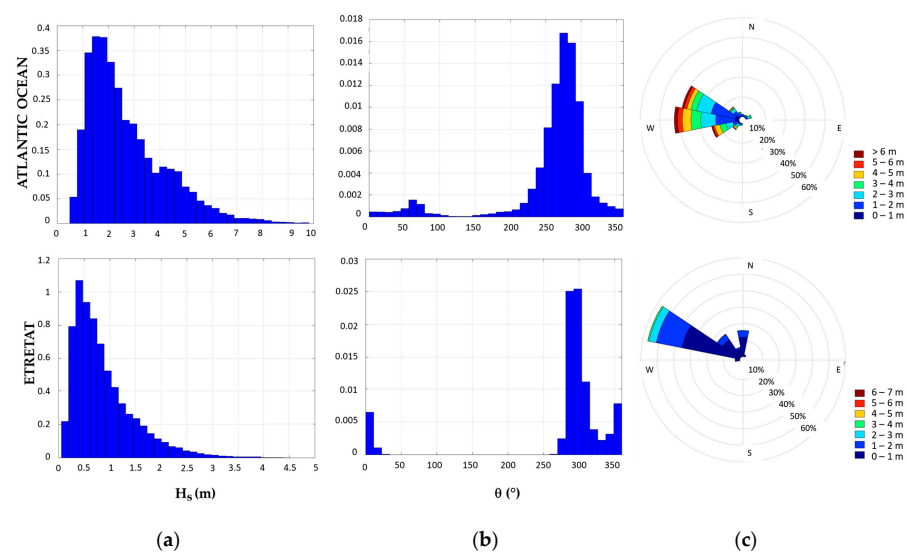 ATLANTIC OCEAN
0.4
0.35
0.3
0.25
0.2
0.15
0.1
0.05
0
0 1 2 3 4 5 6 7 8 9 10
0.018
0.016
0.014
0.012
0.01
0.008
0.006
0.004
0.002
0
0 50 100 150 200 250 300 350
N
W
E
S
10%
20%
30%
40%
50%
60%
> 6 m
5 – 6 m
4 – 5 m
3 – 4 m
2 – 3 m
1 – 2 m
0 – 1 m
ETRETAT
1.2
1
0.8
0.6
0.4
0.2
0
0 0.5 1 1.5 2 2.5 3 3.5 4 4.5 5
Hs (m)
0.03
0.025
0.02
0.015
0.01
0.005
0
0 50 100 150 200 250 300 350
θ (°)
N
W
E
S
10%
20%
30%
40%
50%
60%
6 – 7 m
5 – 6 m
4 – 5 m
3 – 4 m
2 – 3 m
1 – 2 m
0 – 1 m
(a) (b) (c)